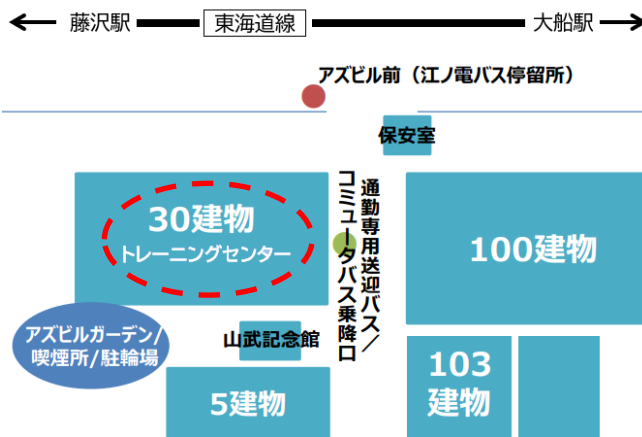 藤沢駅
東海道線
大船駅
アズビル前（江ノ電バス停留所）
保安室
30建物
トレーニングセンター
通勤専用送迎バス／
コミュータバス乗降口
100建物
アズビルガーデン/
喫煙所/駐輪場
山武記念館
5建物
103
建物